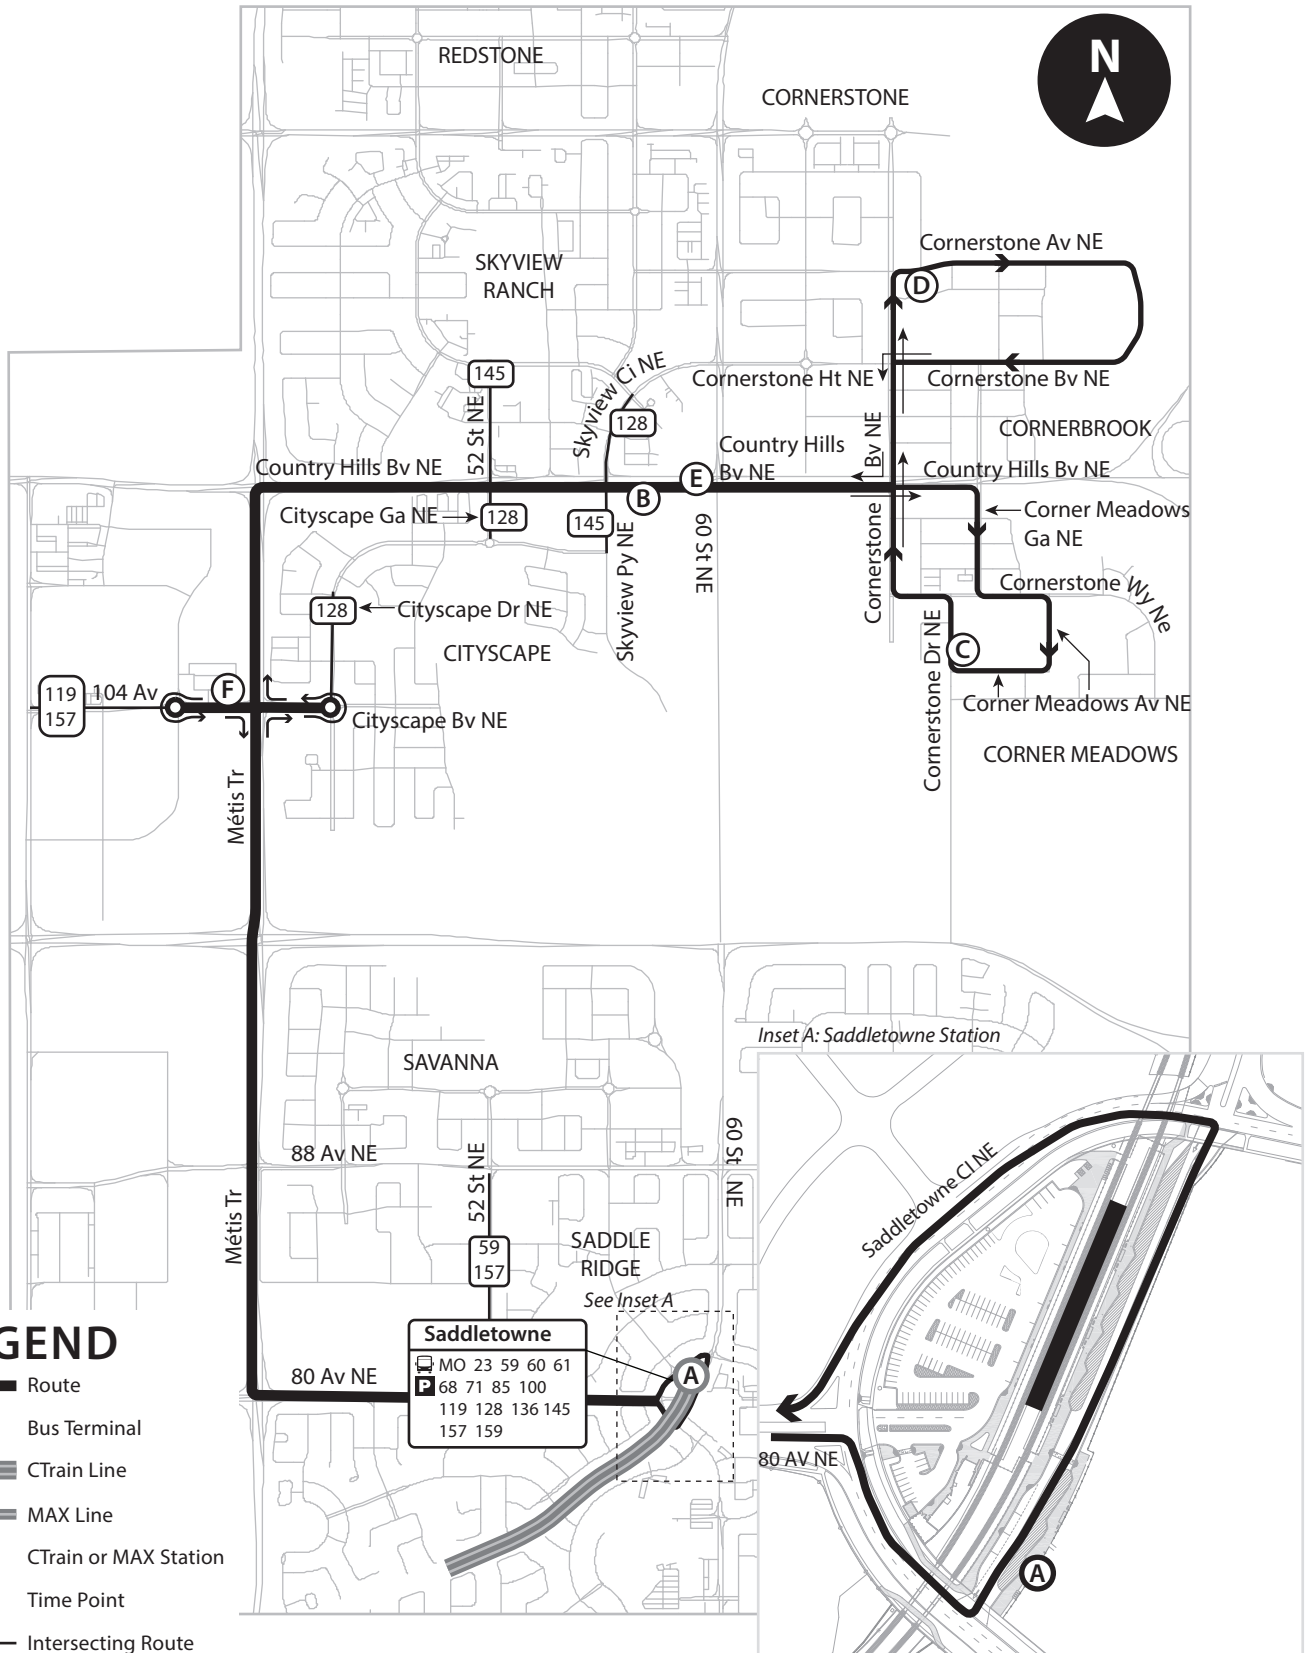 REDSTONE
N
CORNERSTONE
Cornerstone Av NE
SKYVIEW
RANCH
D
145
52 St NE
Skyview Ci NE
128
Cornerstone Ht NE
Cornerstone Bv NE
CORNERBROOK
Country Hills
Bv NE
Country Hills Bv NE
E
B
Cornerstone
Bv NE
Country Hills Bv NE
Cityscape Ga NE
128
145
Skyview Py NE
60 St NE
Corner Meadows
Ga NE
Cornerstone Wy Ne
128
Cityscape Dr NE
CITYSCAPE
Cornerstone Dr NE
C
119
157
104 Av
F
Cityscape Bv NE
Corner Meadows Av NE
CORNER MEADOWS
Métis Tr
Inset A: Saddletowne Station
SAVANNA
88 Av NE
52 St NE
60 St NE
Métis Tr
59
157
SADDLE
RIDGE
See Inset A
Saddletowne Cl NE
80 AV NE
A
Saddletowne
MO 23 59 60 61
P 68 71 85 100
119 128 136 145
157 159
80 Av NE
A
GEND
Route
Bus Terminal
CTrain Line
MAX Line
CTrain or MAX Station
Time Point
Intersecting Route